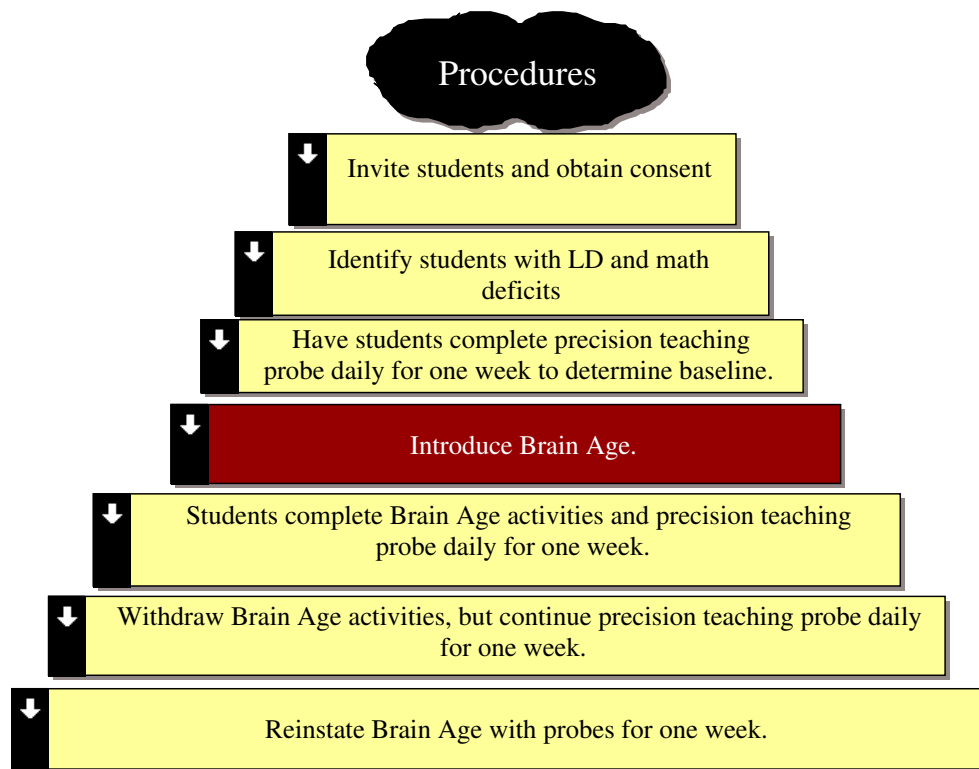 Procedures
Invite students and obtain consent
Identify students with LD and math
deficits
Have students complete precision teaching
probe daily for one week to determine baseline.
Introduce Brain Age.
Students complete Brain Age activities and precision teaching
probe daily for one week.
Withdraw Brain Age activities, but continue precision teaching probe daily
for one week.
Reinstate Brain Age with probes for one week.